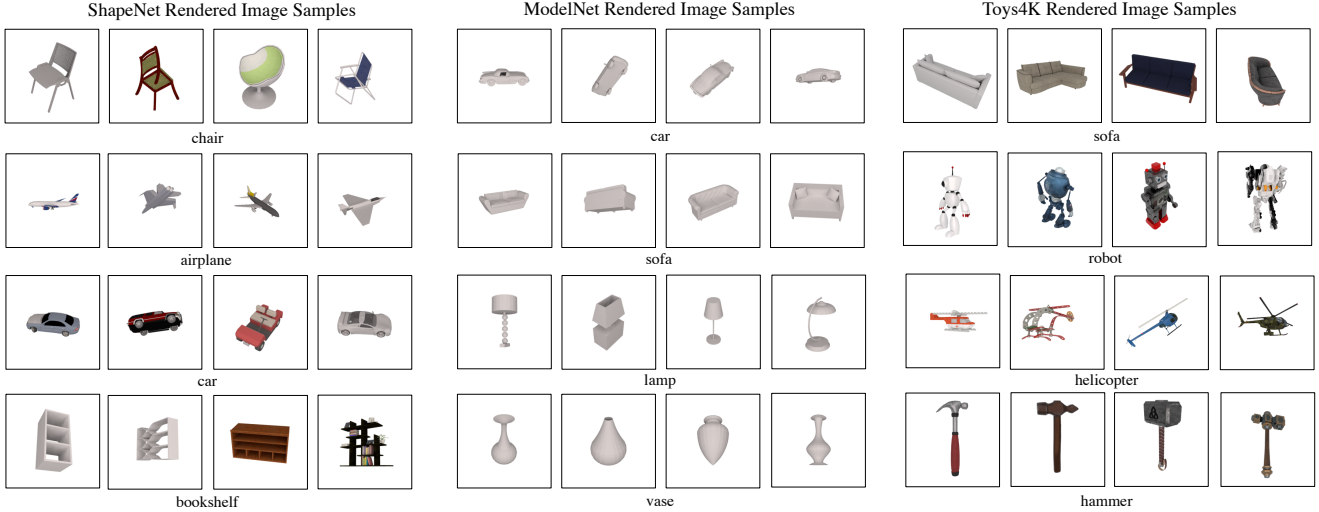 ShapeNet Rendered Image Samples
chair
airplane
car
bookshelf
ModelNet Rendered Image Samples
car
sofa
lamp
vase
Toys4K Rendered Image Samples
sofa
robot
helicopter
hammer